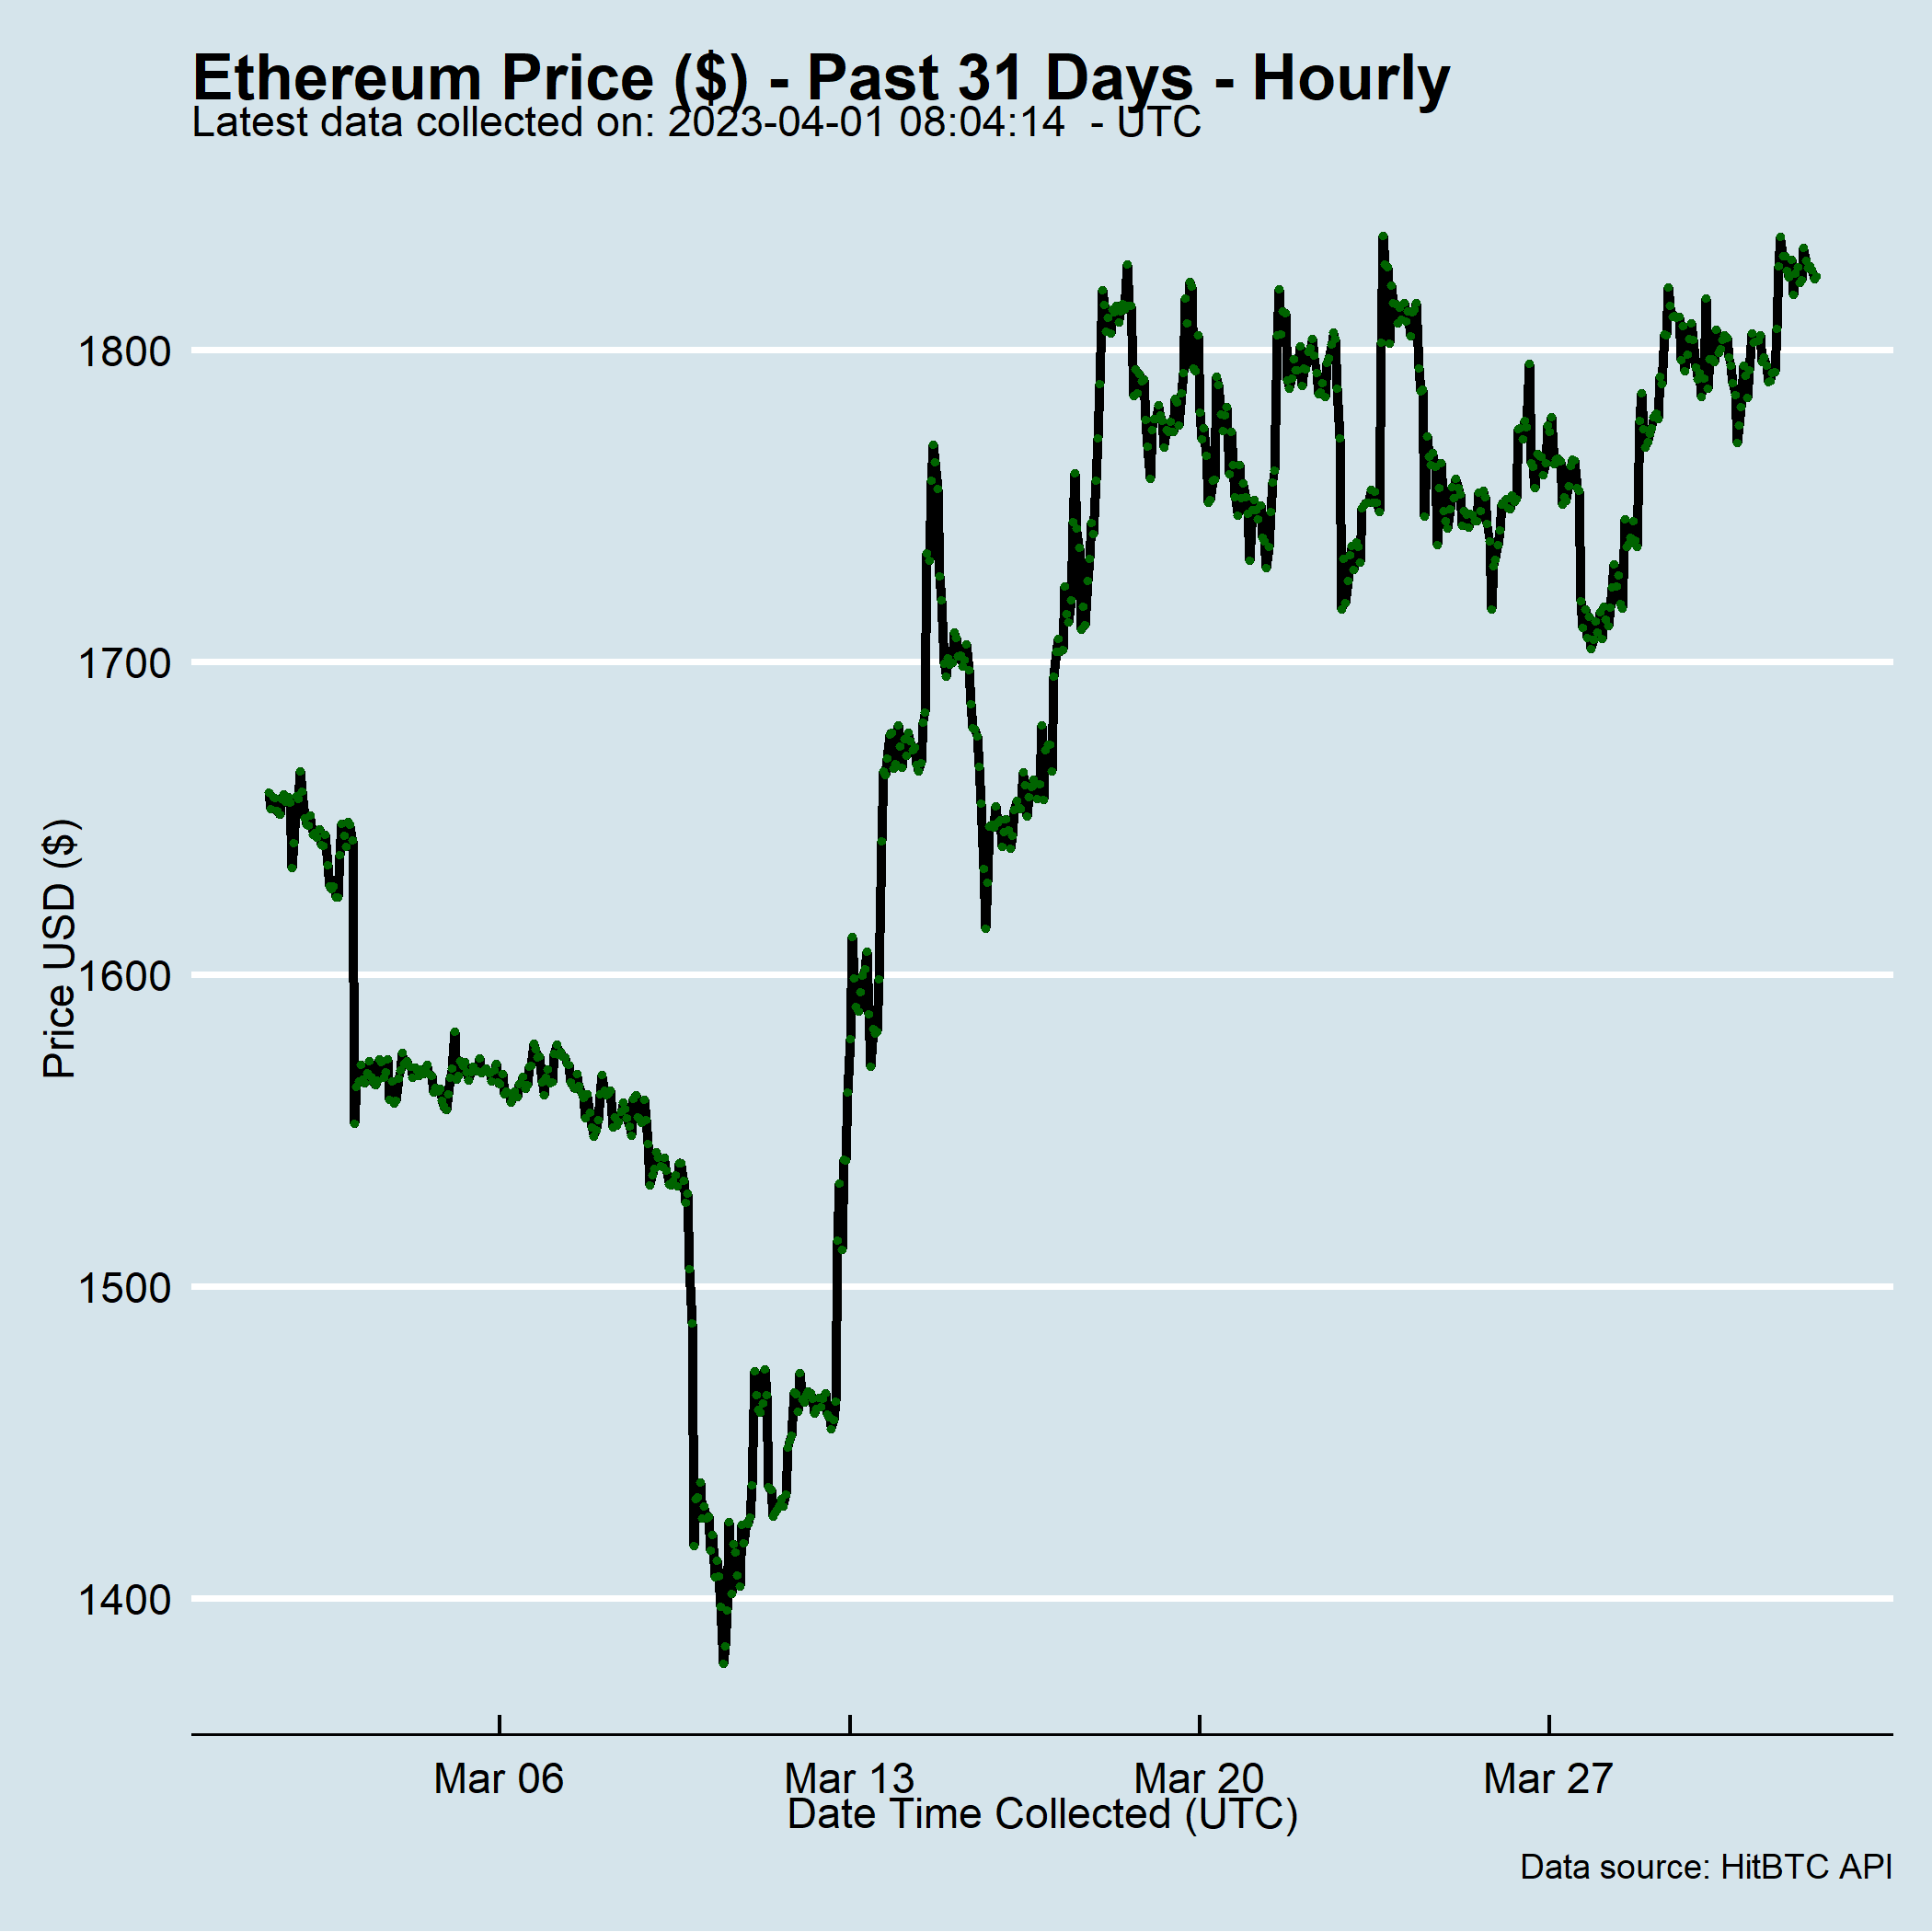 Ethereum Price ($) - Past 31 Days - Hourly
Latest data collected on: 2023-04-01 08:04:14  - UTC
Price USD ($)
1800
1700
1600
1500
1400
Mar 06 Mar 13 Mar 20 Mar 27
Date Time Collected (UTC)
Data source: HitBTC API